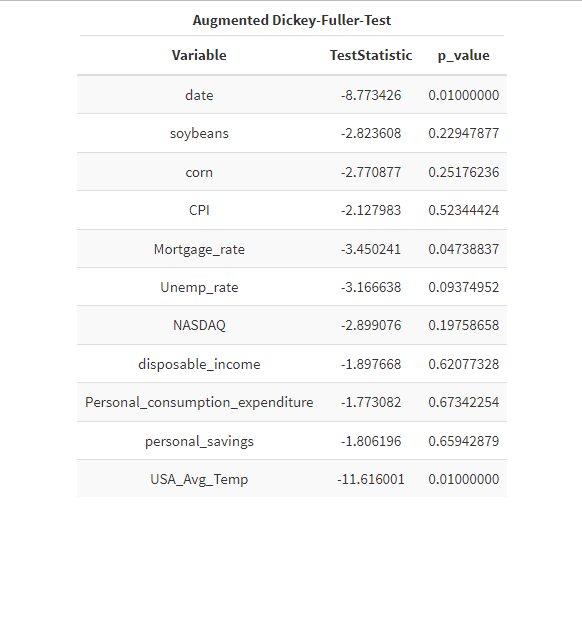 Augmented Dickey-Fuller-Test
Variable TestStatistic p_value
date -8.773426 0.01000000
soybeans -2.823608 0.22947877
corn -2.770877 0.25176236
CPI -2.127983 0.52344424
Mortgage_rate -3.450241 0.04738837
Unemp_rate -3.166638 0.09374952
NASDAQ -2.899076 0.19758658
disposable_income -1.897668 0.62077328
Personal_consumption_expenditure -1.773082 0.67342254
personal_savings -1.806196 0.65942879
USA_Avg_Temp -11.616001 0.01000000